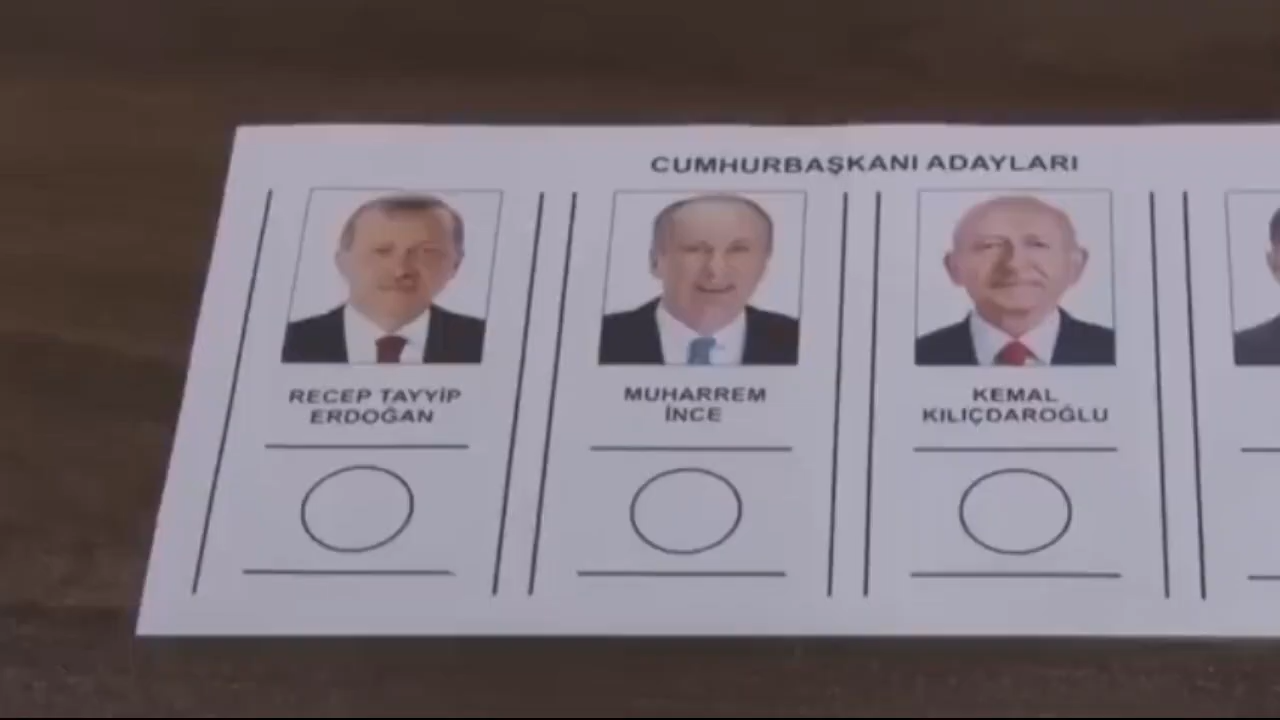 CUMHURBAŞKANI ADAYLARI
RECEP TAYYİP
ERDOĞAN
MUHARREM
İNCE
KEMAL
KILIÇDAROĞLU